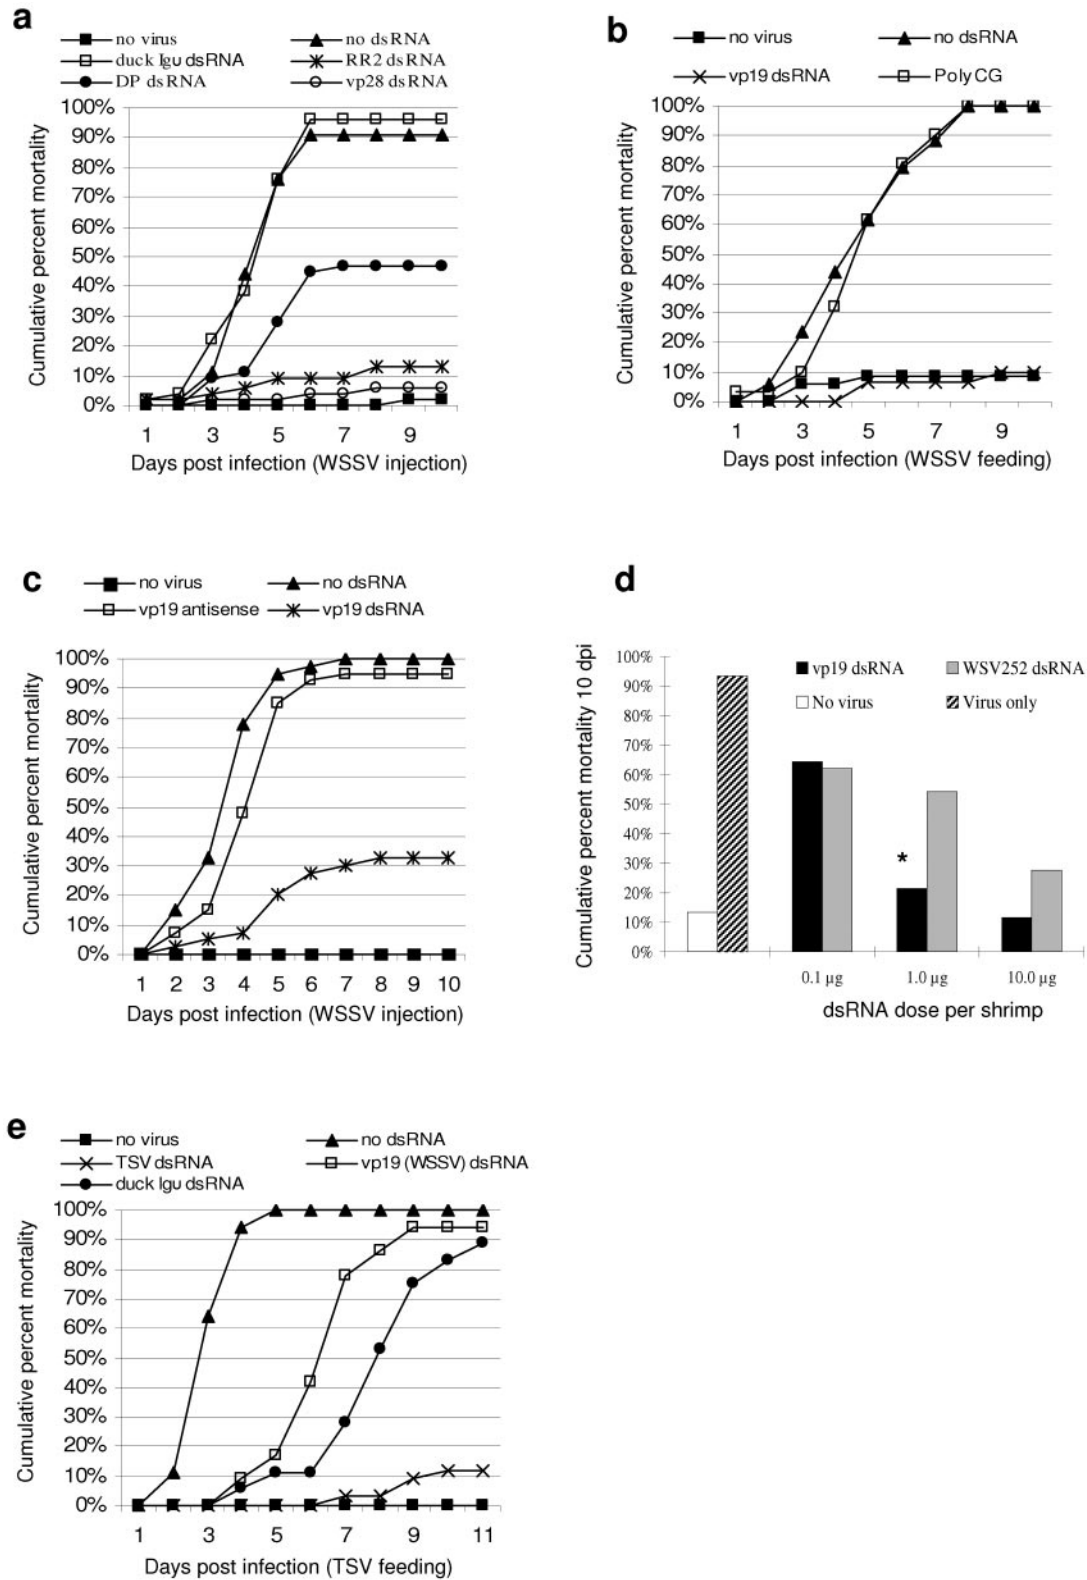 a
no virus
no dsRNA
duck Igυ dsRNA
RR2 dsRNA
DP dsRNA
vp28 dsRNA
100%
90%
80%
70%
60%
50%
40%
30%
20%
10%
0%
Cumulative percent mortality
1 3 5 7 9
Days post infection (WSSV injection)
b
no virus
no dsRNA
vp19 dsRNA
Poly CG
100%
90%
80%
70%
60%
50%
40%
30%
20%
10%
0%
Cumulative percent mortality
1 3 5 7 9
Days post infection (WSSV feeding)
c
no virus
no dsRNA
vp19 antisense
vp19 dsRNA
100%
90%
80%
70%
60%
50%
40%
30%
20%
10%
0%
Cumulative percent mortality
1 2 3 4 5 6 7 8 9 10
Days post infection (WSSV injection)
d
vp19 dsRNA
WSV252 dsRNA
No virus
Virus only
100%
90%
80%
70%
60%
50%
40%
30%
20%
10%
0%
Cumulative percent mortality 10 dpi
*
0.1 µg 1.0 µg 10.0 µg
dsRNA dose per shrimp
e
no virus
no dsRNA
TSV dsRNA
vp19 (WSSV) dsRNA
duck Igυ dsRNA
100%
90%
80%
70%
60%
50%
40%
30%
20%
10%
0%
Cumulative percent mortality
1 3 5 7 9 11
Days post infection (TSV feeding)